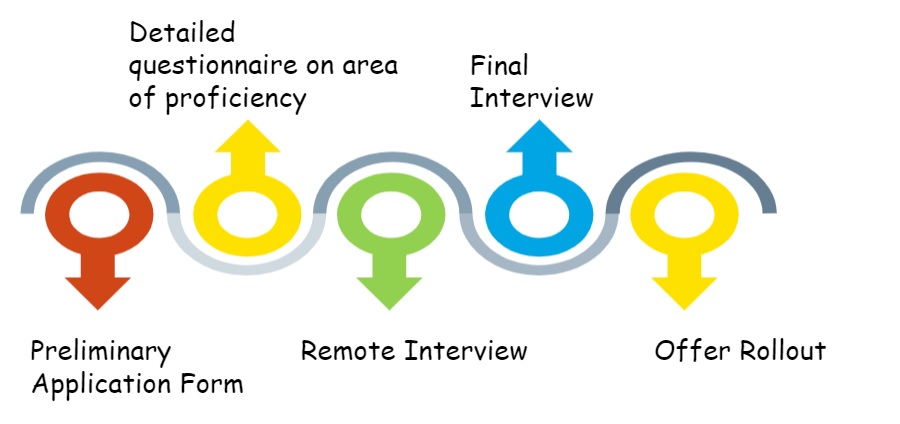 Detailed
questionnaire on area
of proficiency
Final
Interview
Preliminary
Application Form
Remote Interview
Offer Rollout